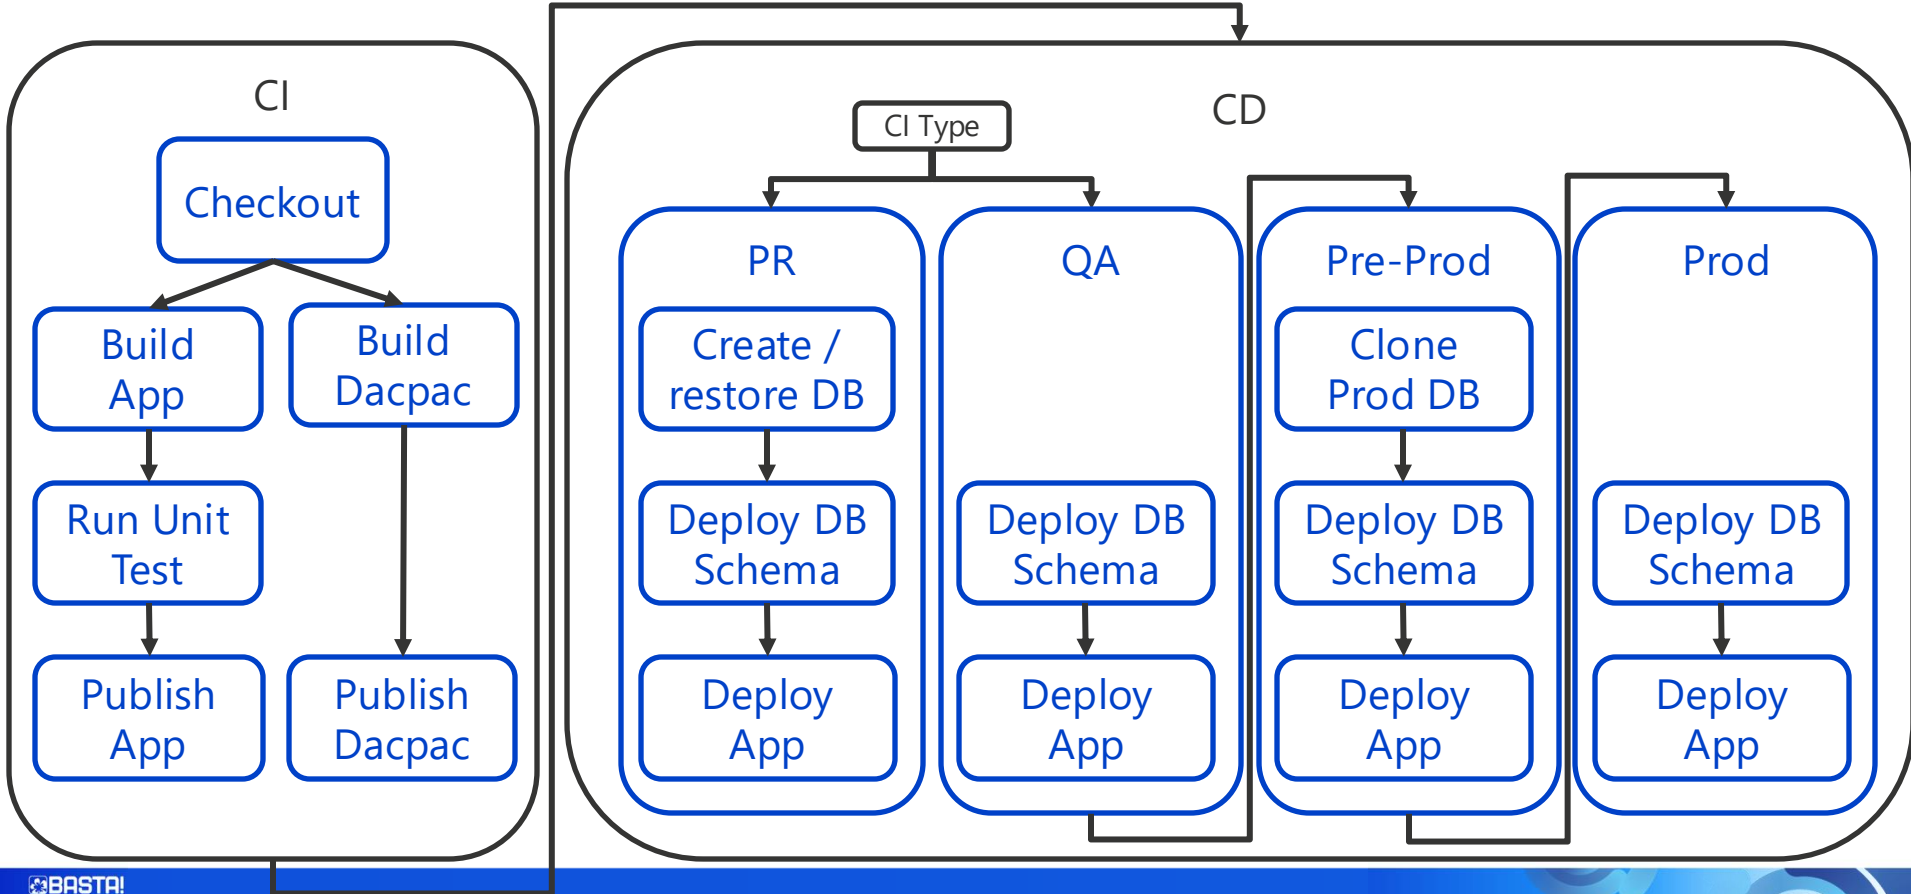 CI
Checkout
Build
App
Build
Dacpac
Run Unit
Test
Publish
App
Publish
Dacpac
CD
CI Type
PR
Create /
restore DB
Deploy DB
Schema
Deploy
App
QA
Deploy DB
Schema
Deploy
App
Pre-Prod
Clone
Prod DB
Deploy DB
Schema
Deploy
App
Prod
Deploy DB
Schema
Deploy
App
BASTA!